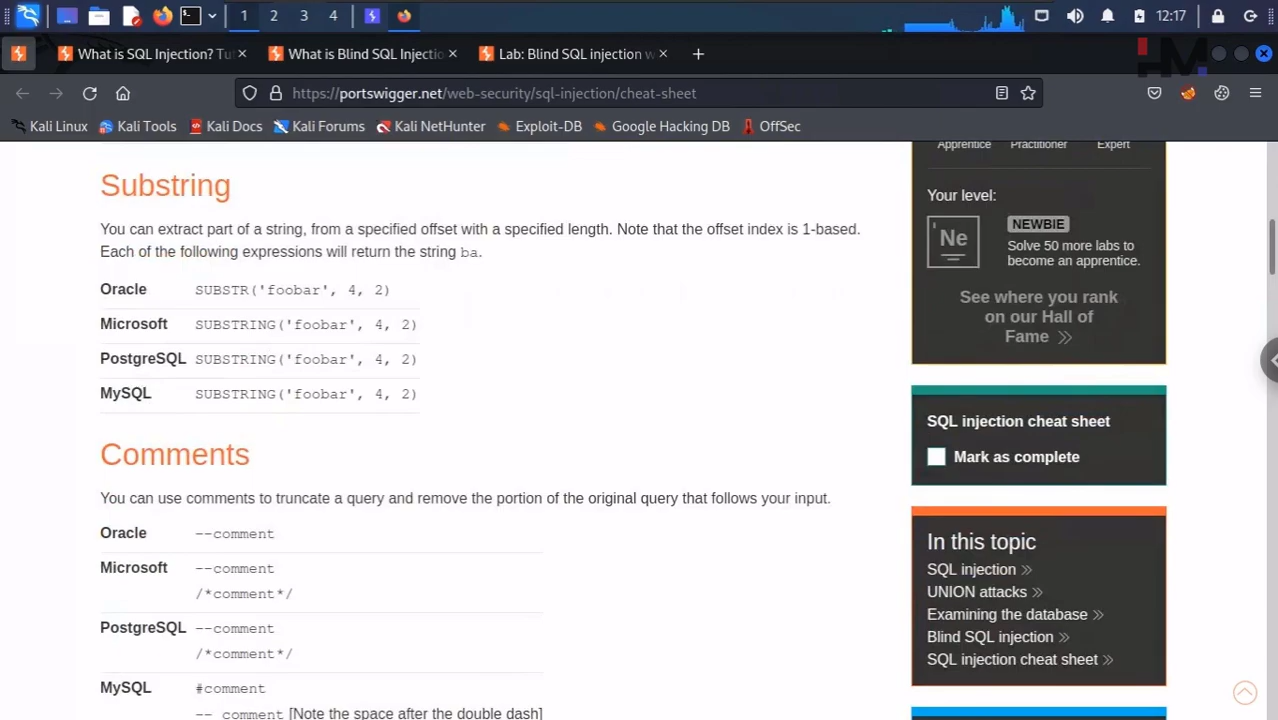 1 2 3 4
12:17
What is SQL Injection? Tut
What is Blind SQL Injectio
Lab: Blind SQL injection w
HM
https://portswigger.net/web-security/sql-injection/cheat-sheet
Kali Linux Kali Tools Kali Docs Kali Forums Kali NetHunter Exploit-DB Google Hacking DB OffSec
Substring
You can extract part of a string, from a specified offset with a specified length. Note that the offset index is 1-based.
Each of the following expressions will return the string ba.
Oracle SUBSTR('foobar', 4, 2)
Microsoft SUBSTRING('foobar', 4, 2)
PostgreSQL SUBSTRING('foobar', 4, 2)
MySQL SUBSTRING('foobar', 4, 2)
Comments
You can use comments to truncate a query and remove the portion of the original query that follows your input.
Oracle --comment
Microsoft --comment
/*comment*/
PostgreSQL --comment
/*comment*/
MySQL #comment
-- comment [Note the space after the double dash]
Apprentice Practitioner Expert
Your level:
Ne
NEWBIE
Solve 50 more labs to
become an apprentice.
See where you rank
on our Hall of
Fame
SQL injection cheat sheet
Mark as complete
In this topic
SQL injection
UNION attacks
Examining the database
Blind SQL injection
SQL injection cheat sheet